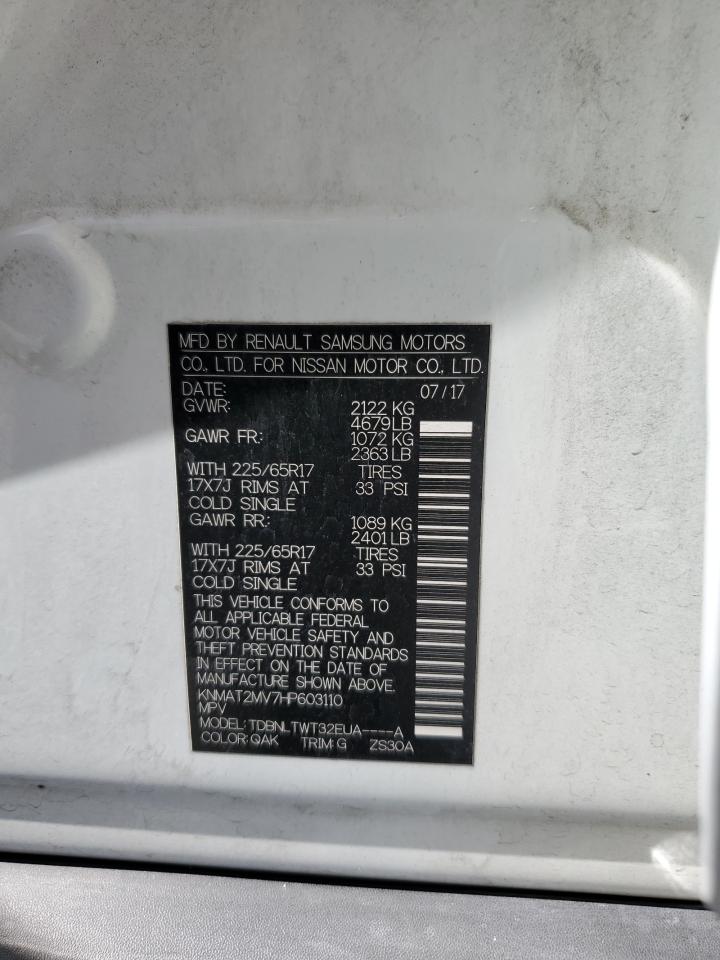 MFD BY RENAULT SAMSUNG MOTORS
CO., LTD. FOR NISSAN MOTOR CO., LTD.
DATE: 07/17
GVWR: 2122 KG
4679 LB
GAWR FR: 1072 KG
2363 LB
WITH 225/65R17 TIRES
17X7J RIMS AT 33 PSI
COLD SINGLE
GAWR RR: 1089 KG
2401 LB
WITH 225/65R17 TIRES
17X7J RIMS AT 33 PSI
COLD SINGLE
THIS VEHICLE CONFORMS TO
ALL APPLICABLE FEDERAL
MOTOR VEHICLE SAFETY AND
THEFT PREVENTION STANDARDS
IN EFFECT ON THE DATE OF
MANUFACTURE SHOWN ABOVE.
KNMAT2MV7HP603110
MPV
MODEL: TDBNLTWT32EUA----A
COLOR: QAK TRIM: G ZS30A